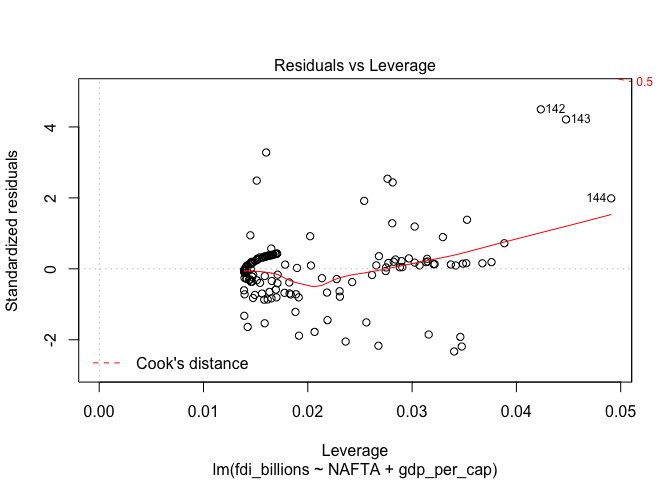 Residuals vs Leverage
0.5
142
143
144
4
2
0
-2
Standardized residuals
Cook's distance
0.00 0.01 0.02 0.03 0.04 0.05
Leverage
lm(fdi_billions ~ NAFTA + gdp_per_cap)